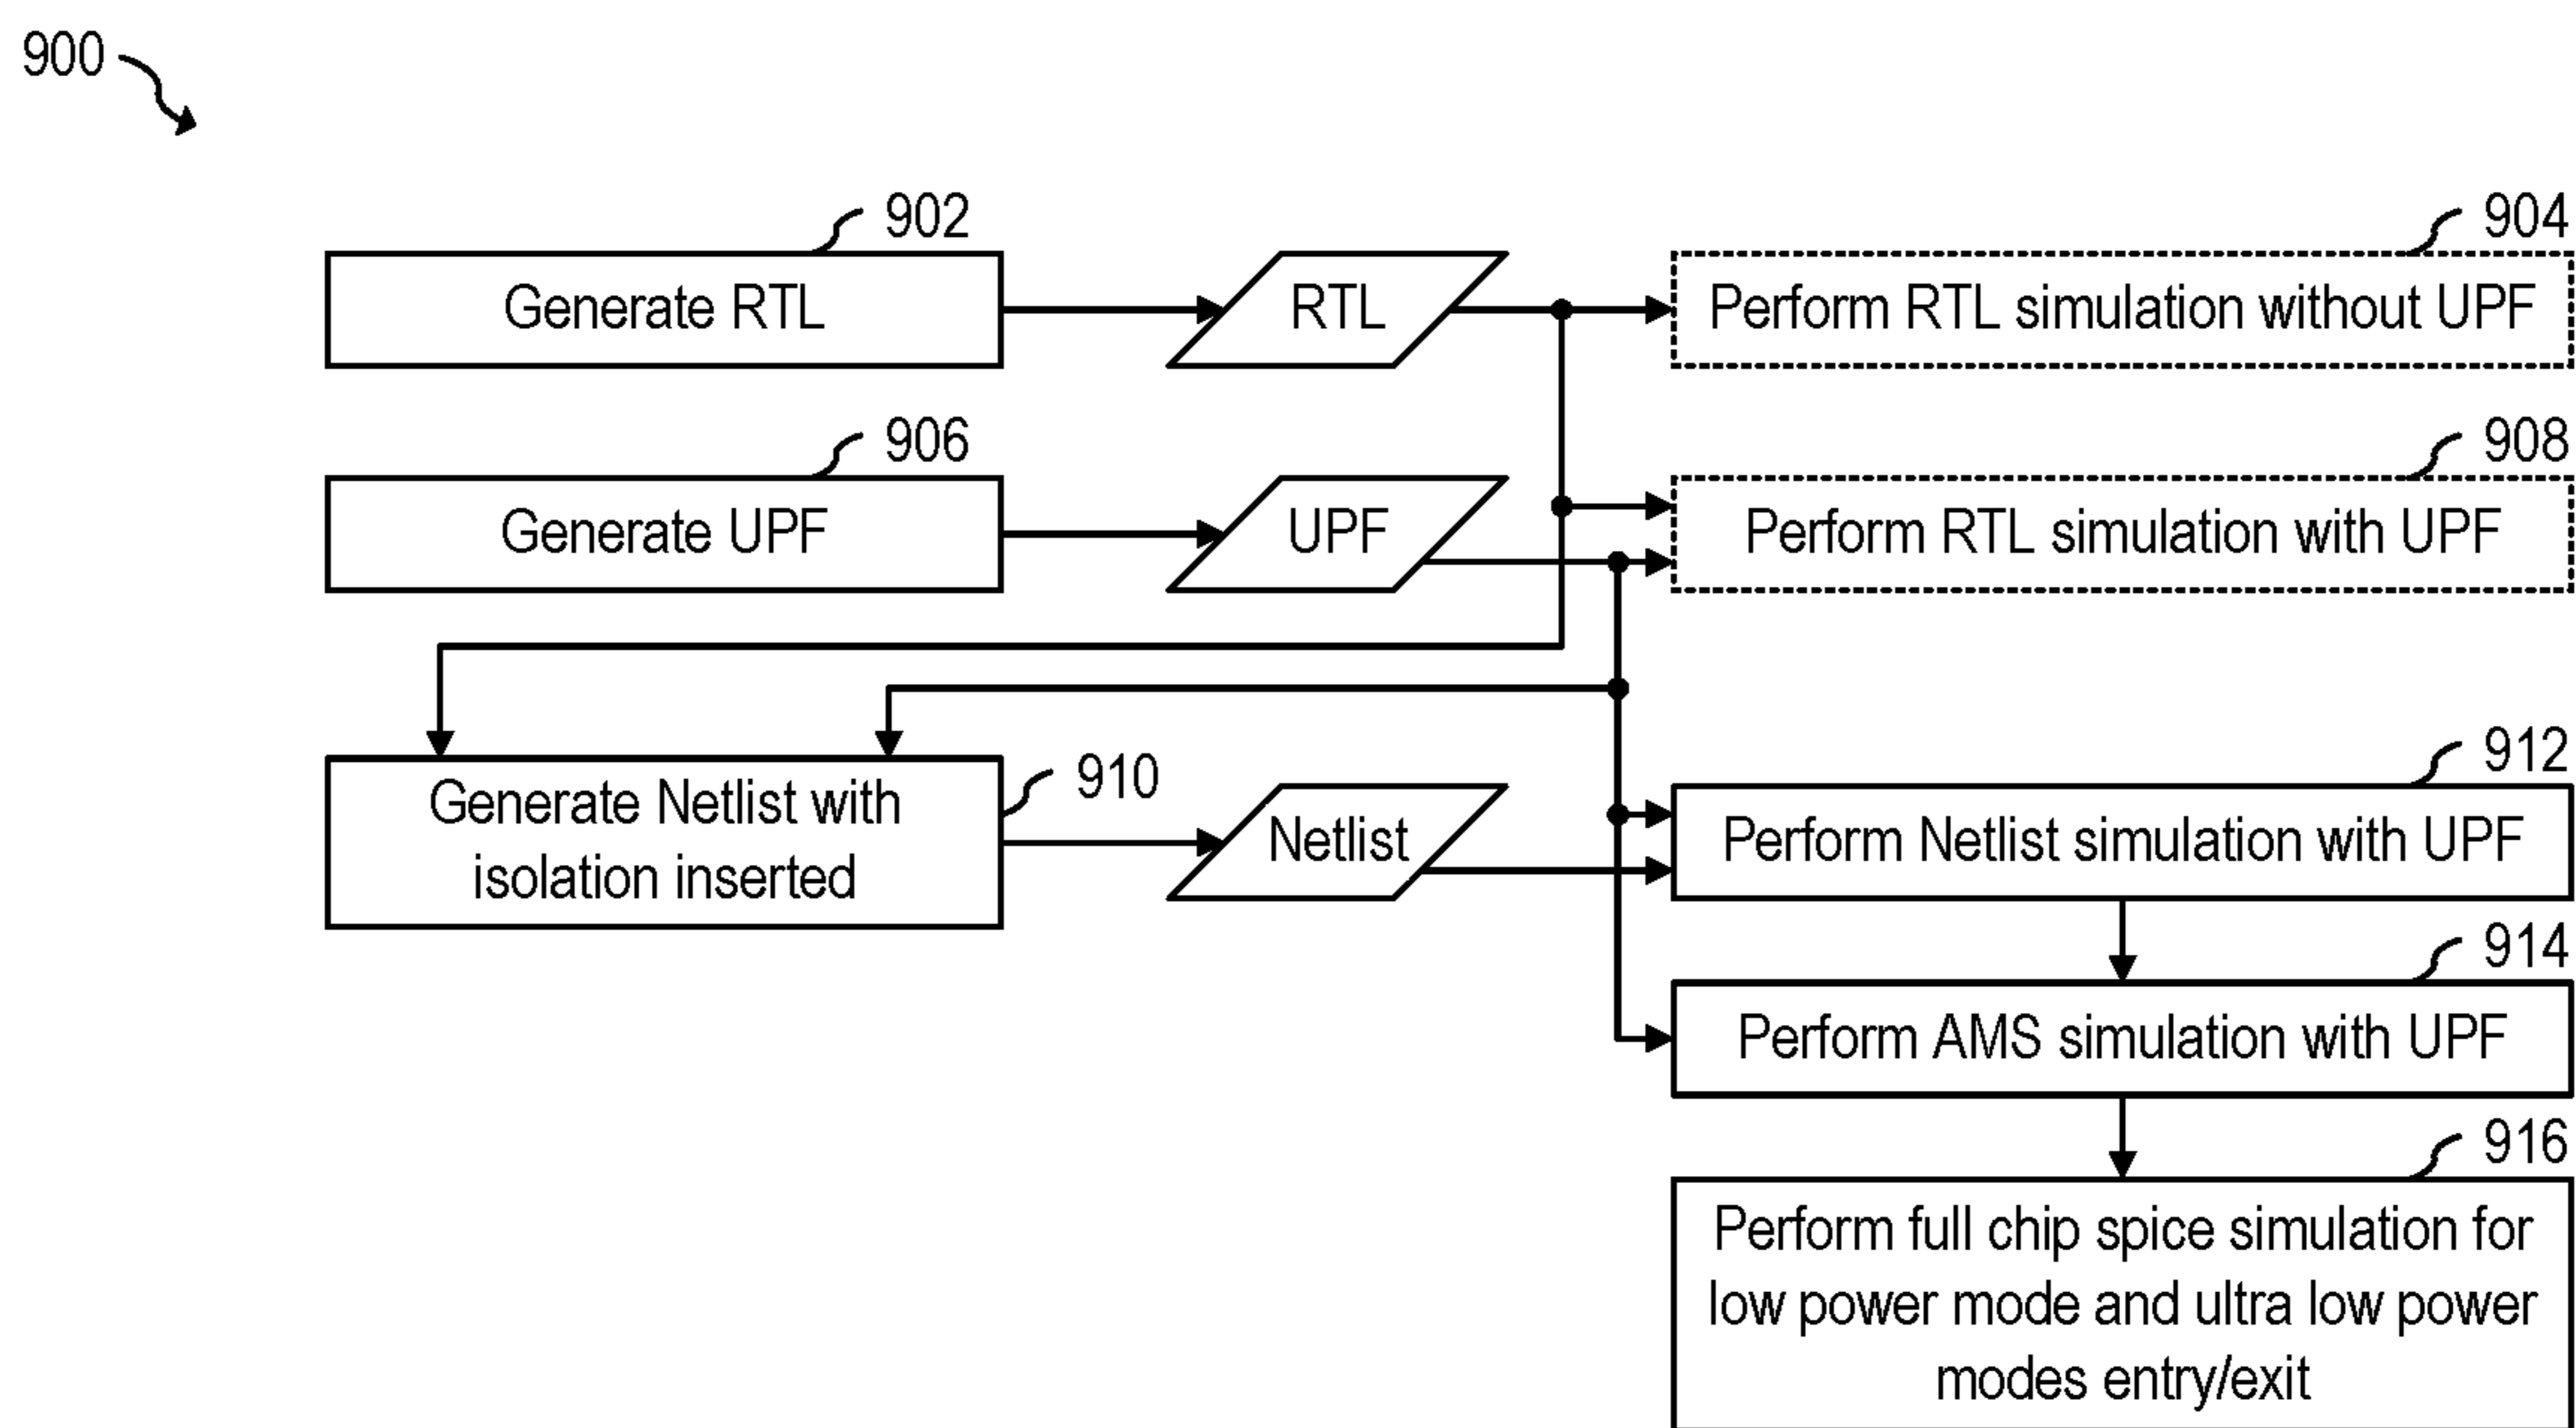 900
902
904
Generate RTL
RTL
Perform RTL simulation without UPF
906
908
Generate UPF
UPF
Perform RTL simulation with UPF
910
912
Generate Netlist with
isolation inserted
Netlist
Perform Netlist simulation with UPF
914
Perform AMS simulation with UPF
916
Perform full chip spice simulation for
low power mode and ultra low power
modes entry/exit